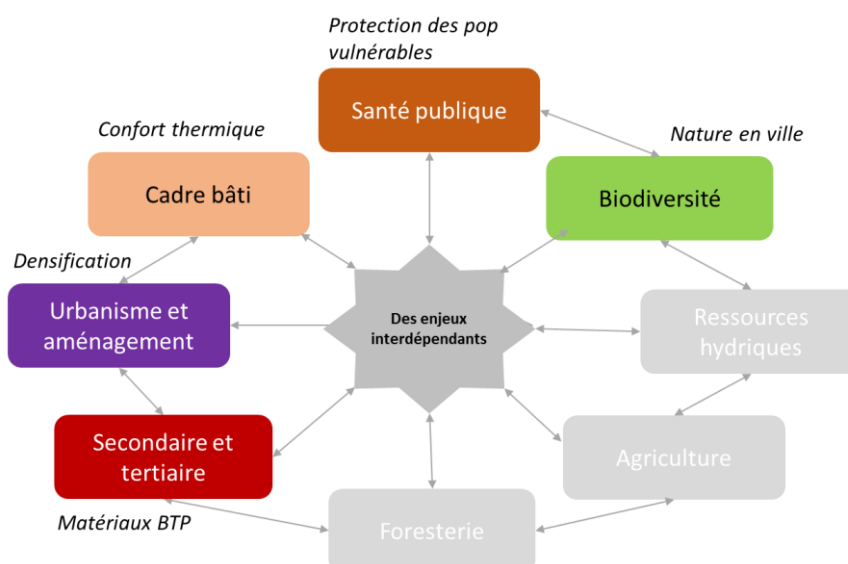 Protection des pop
vulnérables
Santé publique
Confort thermique
Nature en ville
Cadre bâti
Biodiversité
Densification
Urbanisme et
aménagement
Des enjeux
interdépendants
Ressources
hydriques
Secondaire et
tertiaire
Agriculture
Matériaux BTP
Foresterie